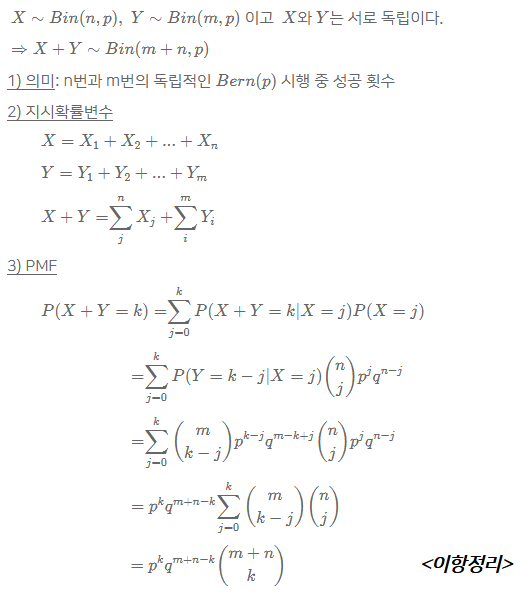 $X \sim Bin(n,p),\ Y \sim Bin(m,p)$ 이고 $X$와 $Y$는 서로 독립이다.
$\Rightarrow X+Y \sim Bin(m+n,p)$
1) 의미: n번과 m번의 독립적인 $Bern(p)$ 시행 중 성공 횟수
2) 지시확률변수
$X = X_1 + X_2 + \ldots + X_n$
$Y = Y_1 + Y_2 + \ldots + Y_m$
$X + Y = \sum_{j}^{n} X_j + \sum_{i}^{m} Y_i$
3) PMF
$P(X+Y=k) = \sum_{j=0}^{k} P(X+Y=k|X=j)P(X=j)$
$= \sum_{j=0}^{k} P(Y=k-j|X=j) \binom{n}{j} p^j q^{n-j}$
$= \sum_{j=0}^{k} \binom{m}{k-j} p^{k-j} q^{m-k+j} \binom{n}{j} p^j q^{n-j}$
$= p^k q^{m+n-k} \sum_{j=0}^{k} \binom{m}{k-j} \binom{n}{j}$
$= p^k q^{m+n-k} \binom{m+n}{k}$ <이항정리>